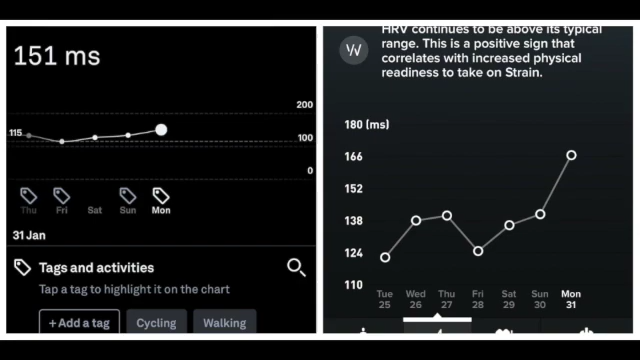 151 ms
200
115
100
0
Thu Fri Sat Sun Mon
31 Jan
Tags and activities
Tap a tag to highlight it on the chart
+ Add a tag Cycling Walking
W
HRV continues to be above its typical
range. This is a positive sign that
correlates with increased physical
readiness to take on Strain.
180 (ms)
166
152
138
124
110
Tue Wed Thu Fri Sat Sun Mon
25 26 27 28 29 30 31